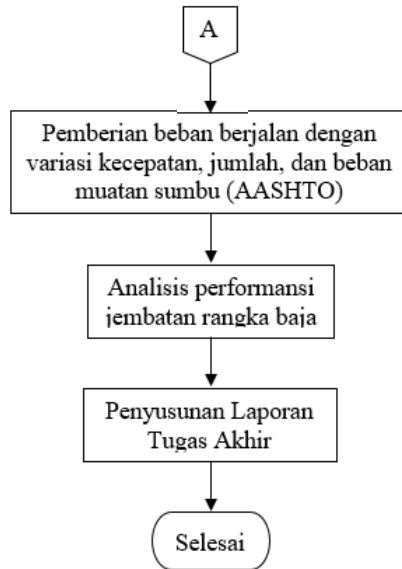 A
Pemberian beban berjalan dengan
variasi kecepatan, jumlah, dan beban
muatan sumbu (AASHTO)
Analisis performansi
jembatan rangka baja
Penyusunan Laporan
Tugas Akhir
Selesai